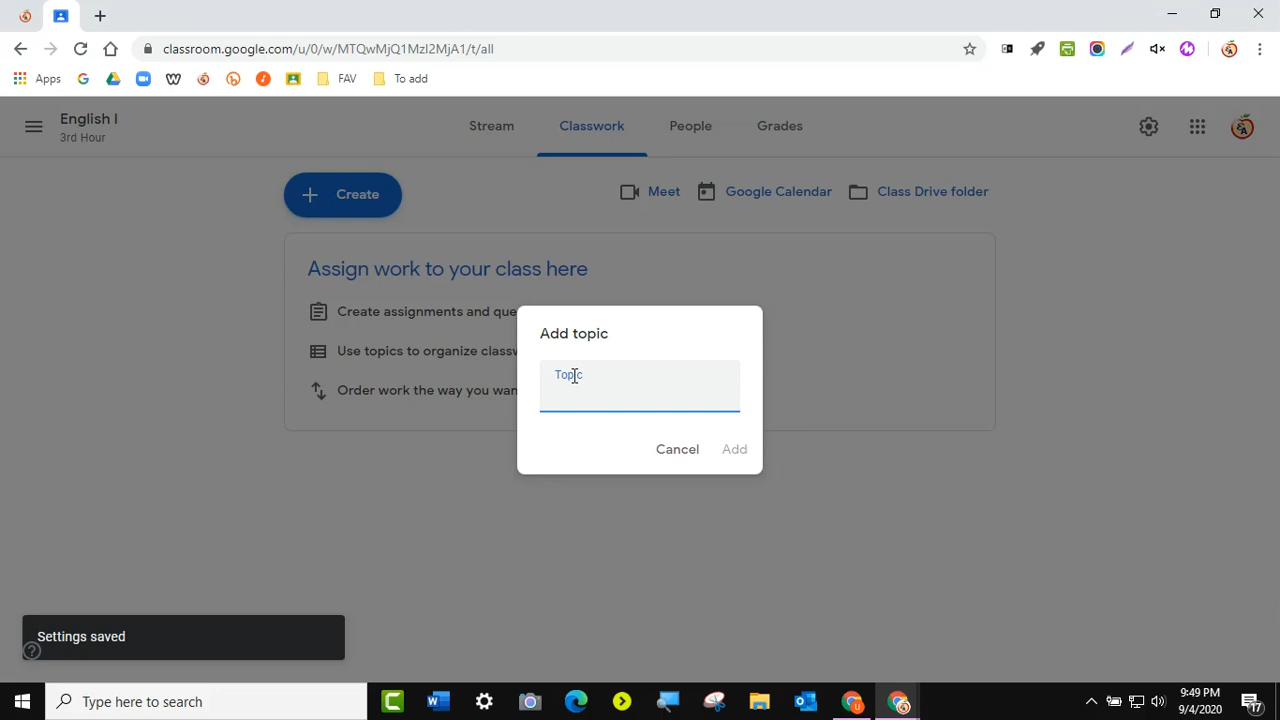 classroom.google.com/u/0/w/MTQwMjQ1MzI2MjA1/t/all
Apps
FAV
To add
English I
3rd Hour
Stream
Classwork
People
Grades
Create
Meet
Google Calendar
Class Drive folder
Assign work to your class here
Create assignments and que
Use topics to organize classw
Order work the way you wan
Add topic
Topic
Cancel
Add
Settings saved
Type here to search
9:49 PM
9/4/2020
17